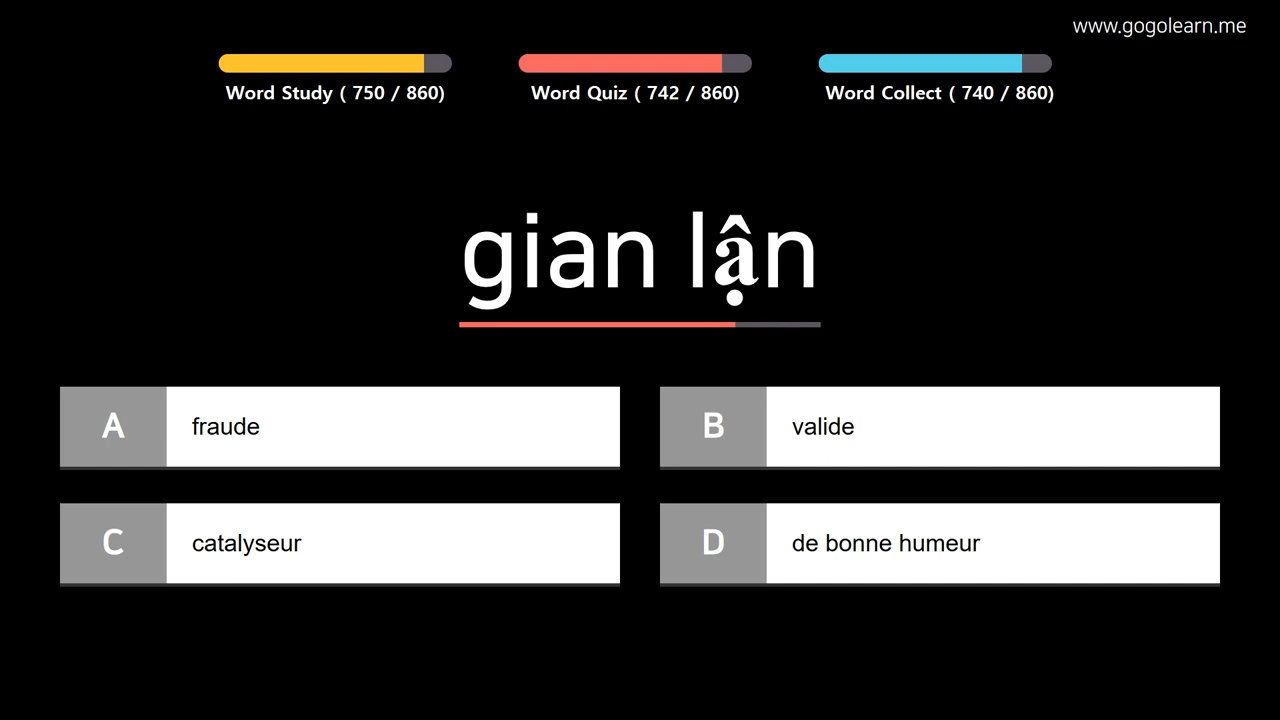 www.gogolearn.me
Word Study ( 750 / 860)
Word Quiz ( 742 / 860)
Word Collect ( 740 / 860)
gian lận
A fraude
B valide
C catalyseur
D de bonne humeur